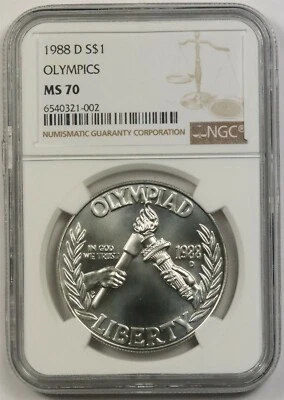 1988 D S$1
OLYMPICS
MS 70
6540321-002
NUMISMATIC GUARANTY CORPORATION
NGC®
OLYMPIAD
IN GOD
WE TRUST
1988
D
LIBERTY